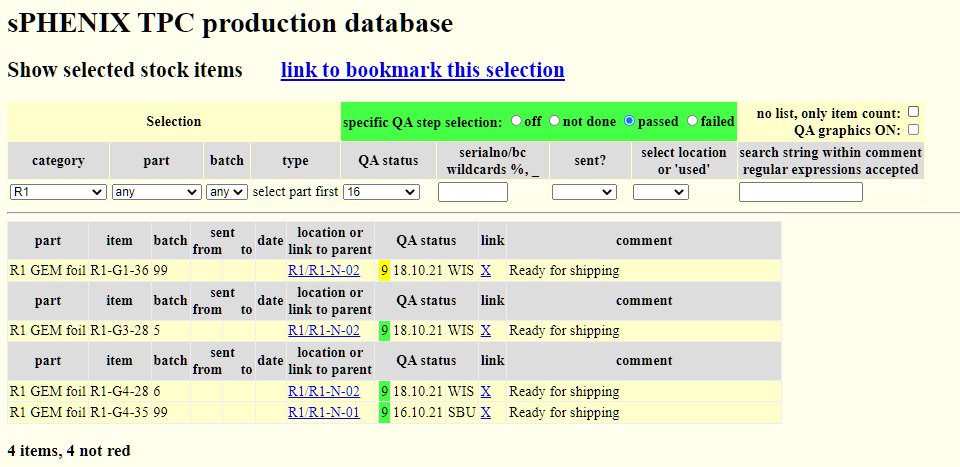 sPHENIX TPC production database
Show selected stock items link to bookmark this selection
Selection specific QA step selection: off not done passed failed no list, only item count:
QA graphics ON:
category part batch type QA status serialno/bc wildcards %, _ sent? select location or 'used' search string within comment regular expressions accepted
R1 any any select part first 16
part item batch sent from to date location or link to parent QA status link comment
R1 GEM foil R1-G1-36 99 R1/R1-N-02 9 18.10.21 WIS X Ready for shipping
part item batch sent from to date location or link to parent QA status link comment
R1 GEM foil R1-G3-28 5 R1/R1-N-02 9 18.10.21 WIS X Ready for shipping
part item batch sent from to date location or link to parent QA status link comment
R1 GEM foil R1-G4-28 6 R1/R1-N-02 9 18.10.21 WIS X Ready for shipping
R1 GEM foil R1-G4-35 99 R1/R1-N-01 9 16.10.21 SBU X Ready for shipping
4 items, 4 not red